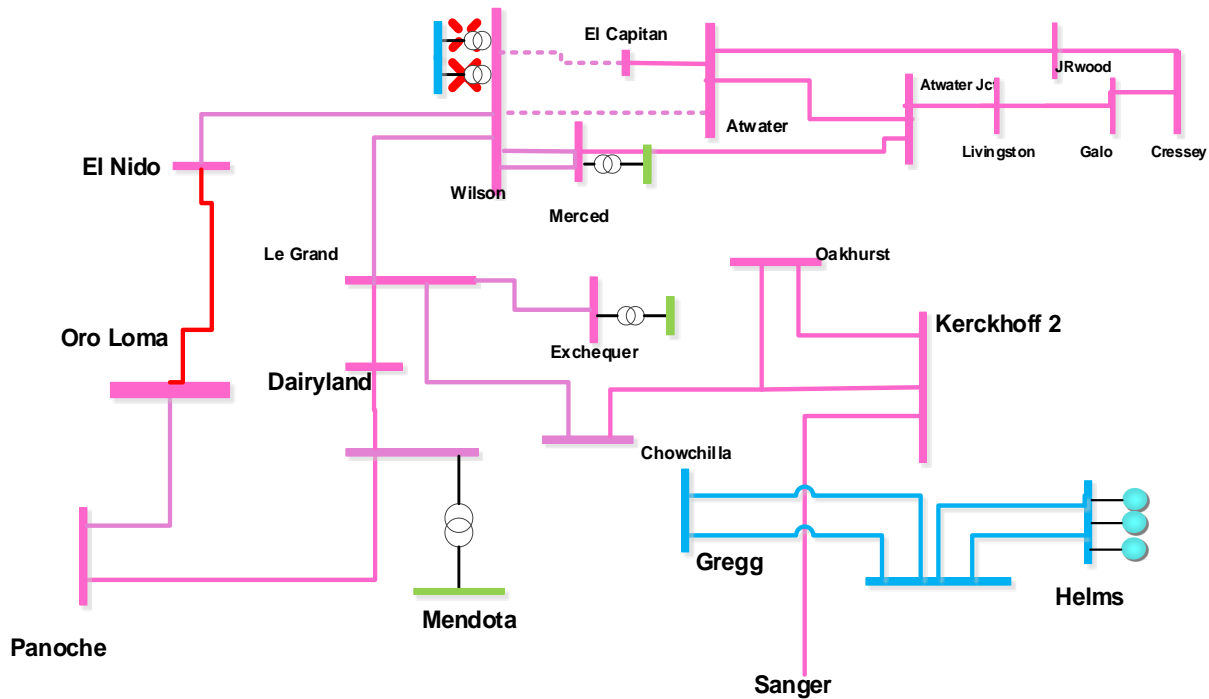 El Capitan
JRwood
Atwater Jct
Atwater
Livingston
Galo
Cressey
El Nido
Wilson
Merced
Le Grand
Oakhurst
Oro Loma
Kerckhoff 2
Exchequer
Dairyland
Chowchilla
Gregg
Helms
Mendota
Panoche
Sanger